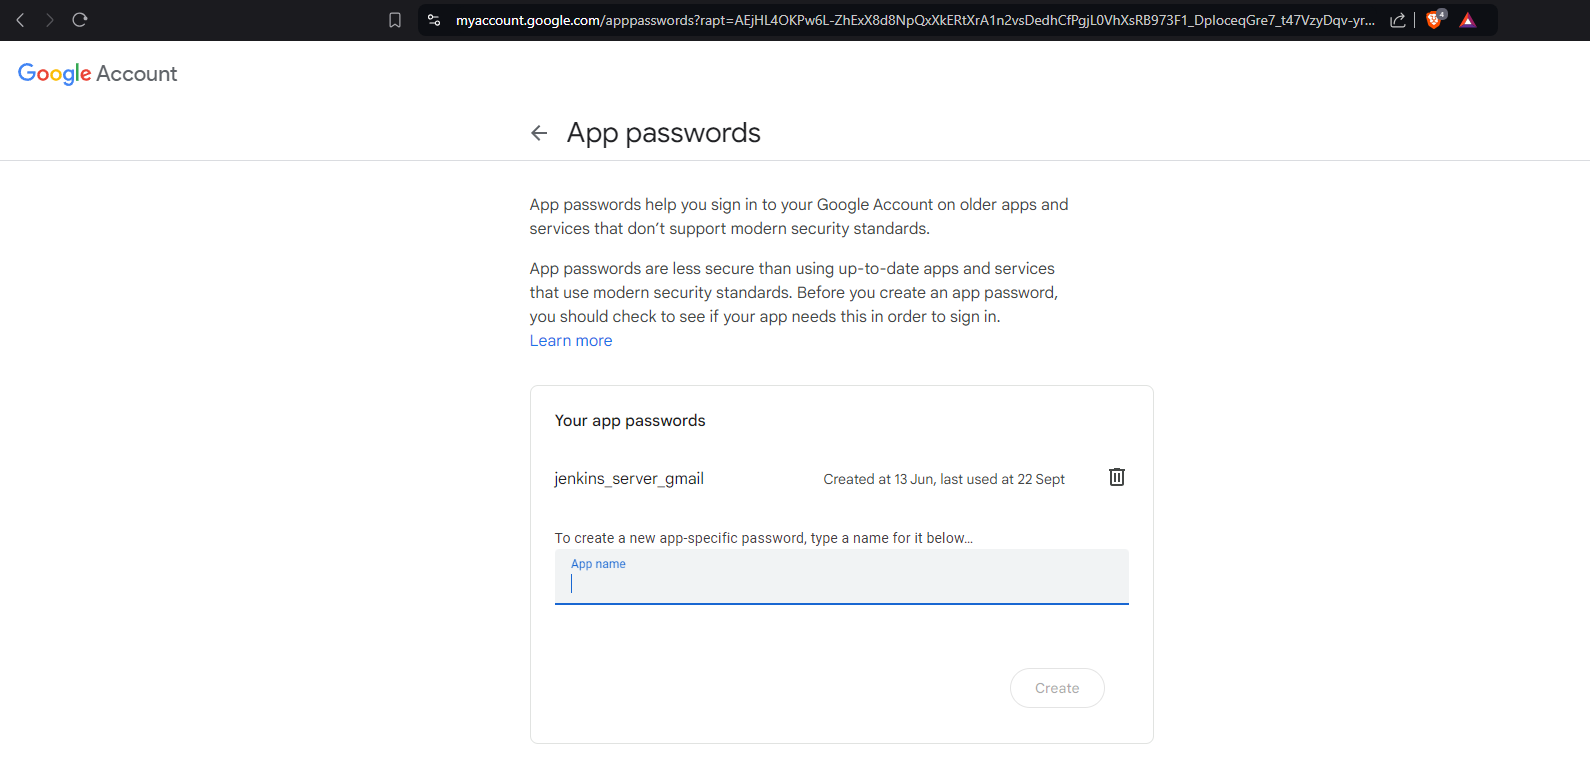 myaccount.google.com/apppasswords?rapt=AEjHL4OKPw6L-ZhExX8d8NpQxXkERtXrA1n2vsDedhCfPgjL0VhXsRB973F1_DpIoceqGre7_t47VzyDqv-yr...
4
Google Account
App passwords
App passwords help you sign in to your Google Account on older apps and
services that don’t support modern security standards.
App passwords are less secure than using up-to-date apps and services
that use modern security standards. Before you create an app password,
you should check to see if your app needs this in order to sign in.
Learn more
Your app passwords
jenkins_server_gmail Created at 13 Jun, last used at 22 Sept
To create a new app-specific password, type a name for it below…
App name
Create